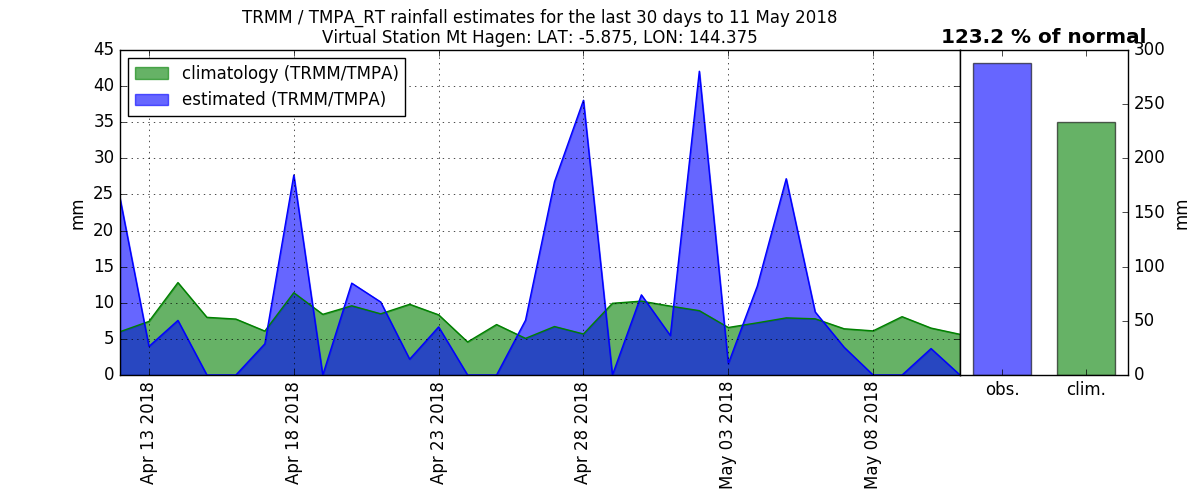 TRMM / TMPA_RT rainfall estimates for the last 30 days to 11 May 2018
Virtual Station Mt Hagen: LAT: -5.875, LON: 144.375
123.2 % of normal
climatology (TRMM/TMPA)
estimated (TRMM/TMPA)
mm
45
40
35
30
25
20
15
10
5
0
Apr 13 2018
Apr 18 2018
Apr 23 2018
Apr 28 2018
May 03 2018
May 08 2018
obs.
clim.
300
250
200
150
100
50
0
mm